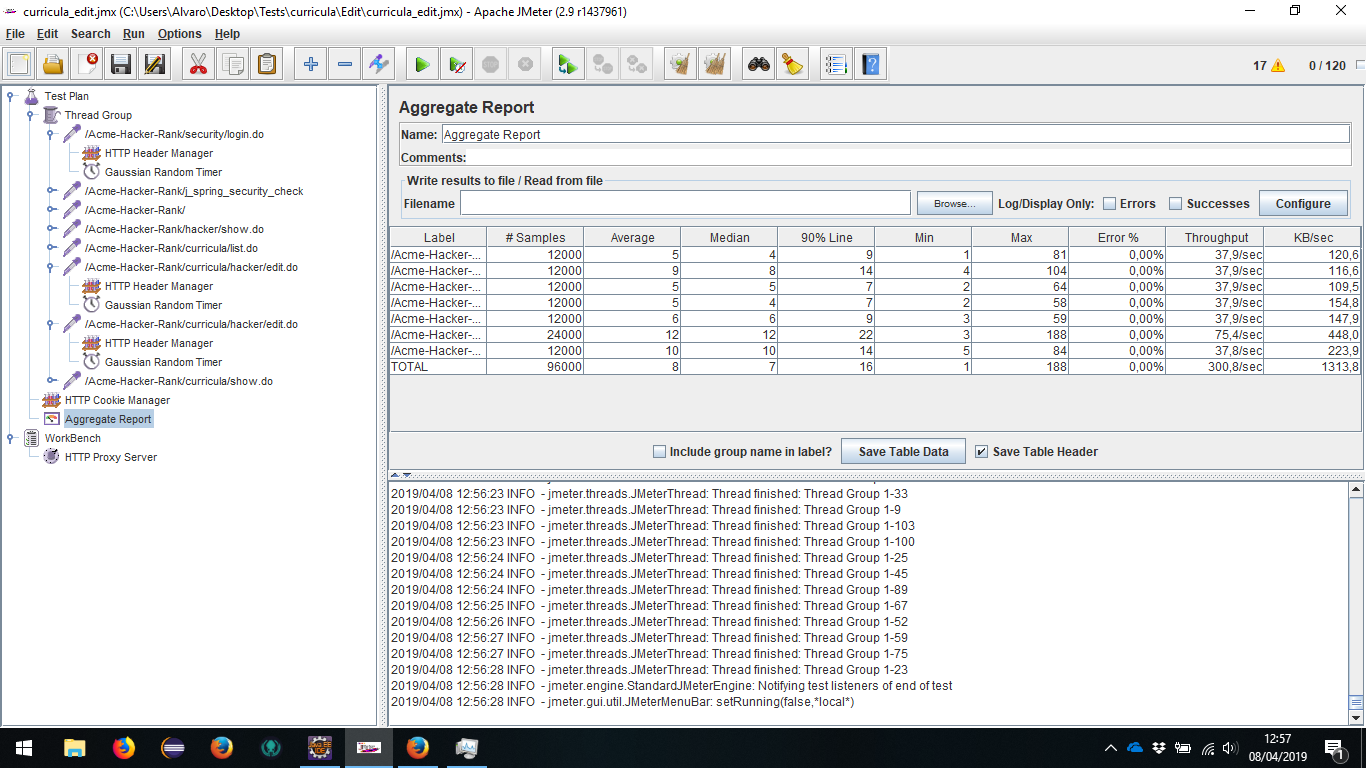 curricula_edit.jmx (C:\Users\Alvaro\Desktop\Tests\curricula\Edit\curricula_edit.jmx) - Apache JMeter (2.9 r1437961)
File Edit Search Run Options Help
17 0 / 120
Test Plan
Thread Group
/Acme-Hacker-Rank/security/login.do
HTTP Header Manager
Gaussian Random Timer
/Acme-Hacker-Rank/j_spring_security_check
/Acme-Hacker-Rank/
/Acme-Hacker-Rank/hacker/show.do
/Acme-Hacker-Rank/curricula/list.do
/Acme-Hacker-Rank/curricula/hacker/edit.do
HTTP Header Manager
Gaussian Random Timer
/Acme-Hacker-Rank/curricula/hacker/edit.do
HTTP Header Manager
Gaussian Random Timer
/Acme-Hacker-Rank/curricula/show.do
HTTP Cookie Manager
Aggregate Report
WorkBench
HTTP Proxy Server
Aggregate Report
Name: Aggregate Report
Comments:
Write results to file / Read from file
Filename Browse... Log/Display Only: Errors Successes Configure
Label # Samples Average Median 90% Line Min Max Error % Throughput KB/sec
/Acme-Hacker-... 12000 5 4 9 1 81 0,00% 37,9/sec 120,6
/Acme-Hacker-... 12000 9 8 14 4 104 0,00% 37,9/sec 116,6
/Acme-Hacker-... 12000 5 5 7 2 64 0,00% 37,9/sec 109,5
/Acme-Hacker-... 12000 5 4 7 2 58 0,00% 37,9/sec 154,8
/Acme-Hacker-... 12000 6 6 9 3 59 0,00% 37,9/sec 147,9
/Acme-Hacker-... 24000 12 12 22 3 188 0,00% 75,4/sec 448,0
/Acme-Hacker-... 12000 10 10 14 5 84 0,00% 37,8/sec 223,9
TOTAL 96000 8 7 16 1 188 0,00% 300,8/sec 1313,8
Include group name in label? Save Table Data Save Table Header
2019/04/08 12:56:23 INFO - jmeter.threads.JMeterThread: Thread finished: Thread Group 1-33
2019/04/08 12:56:23 INFO - jmeter.threads.JMeterThread: Thread finished: Thread Group 1-9
2019/04/08 12:56:23 INFO - jmeter.threads.JMeterThread: Thread finished: Thread Group 1-103
2019/04/08 12:56:23 INFO - jmeter.threads.JMeterThread: Thread finished: Thread Group 1-100
2019/04/08 12:56:24 INFO - jmeter.threads.JMeterThread: Thread finished: Thread Group 1-25
2019/04/08 12:56:24 INFO - jmeter.threads.JMeterThread: Thread finished: Thread Group 1-45
2019/04/08 12:56:24 INFO - jmeter.threads.JMeterThread: Thread finished: Thread Group 1-89
2019/04/08 12:56:25 INFO - jmeter.threads.JMeterThread: Thread finished: Thread Group 1-67
2019/04/08 12:56:26 INFO - jmeter.threads.JMeterThread: Thread finished: Thread Group 1-52
2019/04/08 12:56:27 INFO - jmeter.threads.JMeterThread: Thread finished: Thread Group 1-59
2019/04/08 12:56:27 INFO - jmeter.threads.JMeterThread: Thread finished: Thread Group 1-75
2019/04/08 12:56:28 INFO - jmeter.threads.JMeterThread: Thread finished: Thread Group 1-23
2019/04/08 12:56:28 INFO - jmeter.engine.StandardJMeterEngine: Notifying test listeners of end of test
2019/04/08 12:56:28 INFO - jmeter.gui.util.JMeterMenuBar: setRunning(false,*local*)
12:57
08/04/2019
1